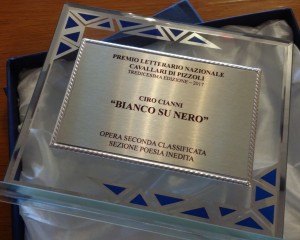 PREMIO LETTERARIO NAZIONALE
CAVALLARI DI PIZZOLI
TREDICESIMA EDIZIONE - 2017
CIRO CIANNI
"BIANCO SU NERO"
OPERA SECONDA CLASSIFICATA
SEZIONE POESIA INEDITA